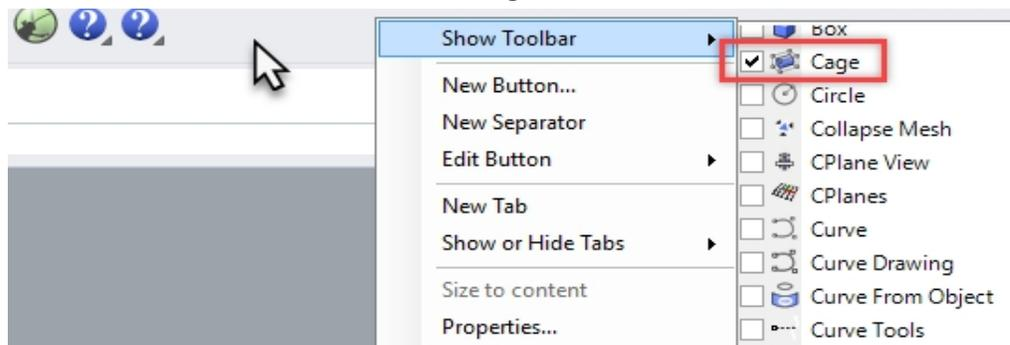 Show Toolbar
New Button...
New Separator
Edit Button
New Tab
Show or Hide Tabs
Size to content
Properties...
Box
Cage
Circle
Collapse Mesh
CPlane View
CPlanes
Curve
Curve Drawing
Curve From Object
Curve Tools